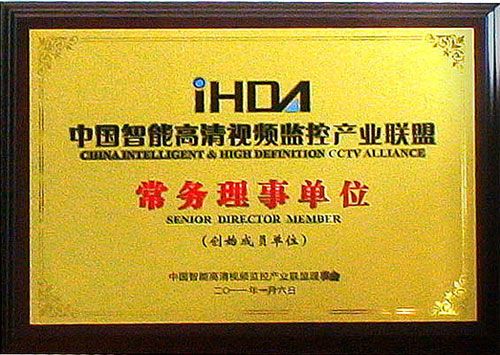 iHDA
中国智能高清视频监控产业联盟
CHINA INTELLIGENT & HIGH DEFINITION CCTV ALLIANCE
常务理事单位
SENIOR DIRECTOR MEMBER
(创始成员单位)
中国智能高清视频监控产业联盟理事会
二〇一一年一月六日